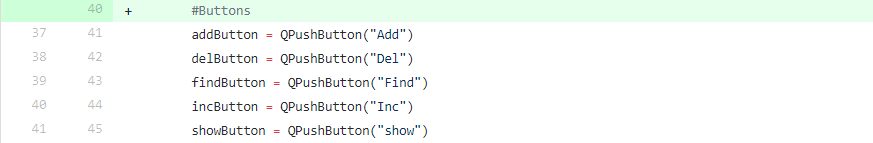 40 + #Buttons
37 41 addButton = QPushButton("Add")
38 42 delButton = QPushButton("Del")
39 43 findButton = QPushButton("Find")
40 44 incButton = QPushButton("Inc")
41 45 showButton = QPushButton("show")